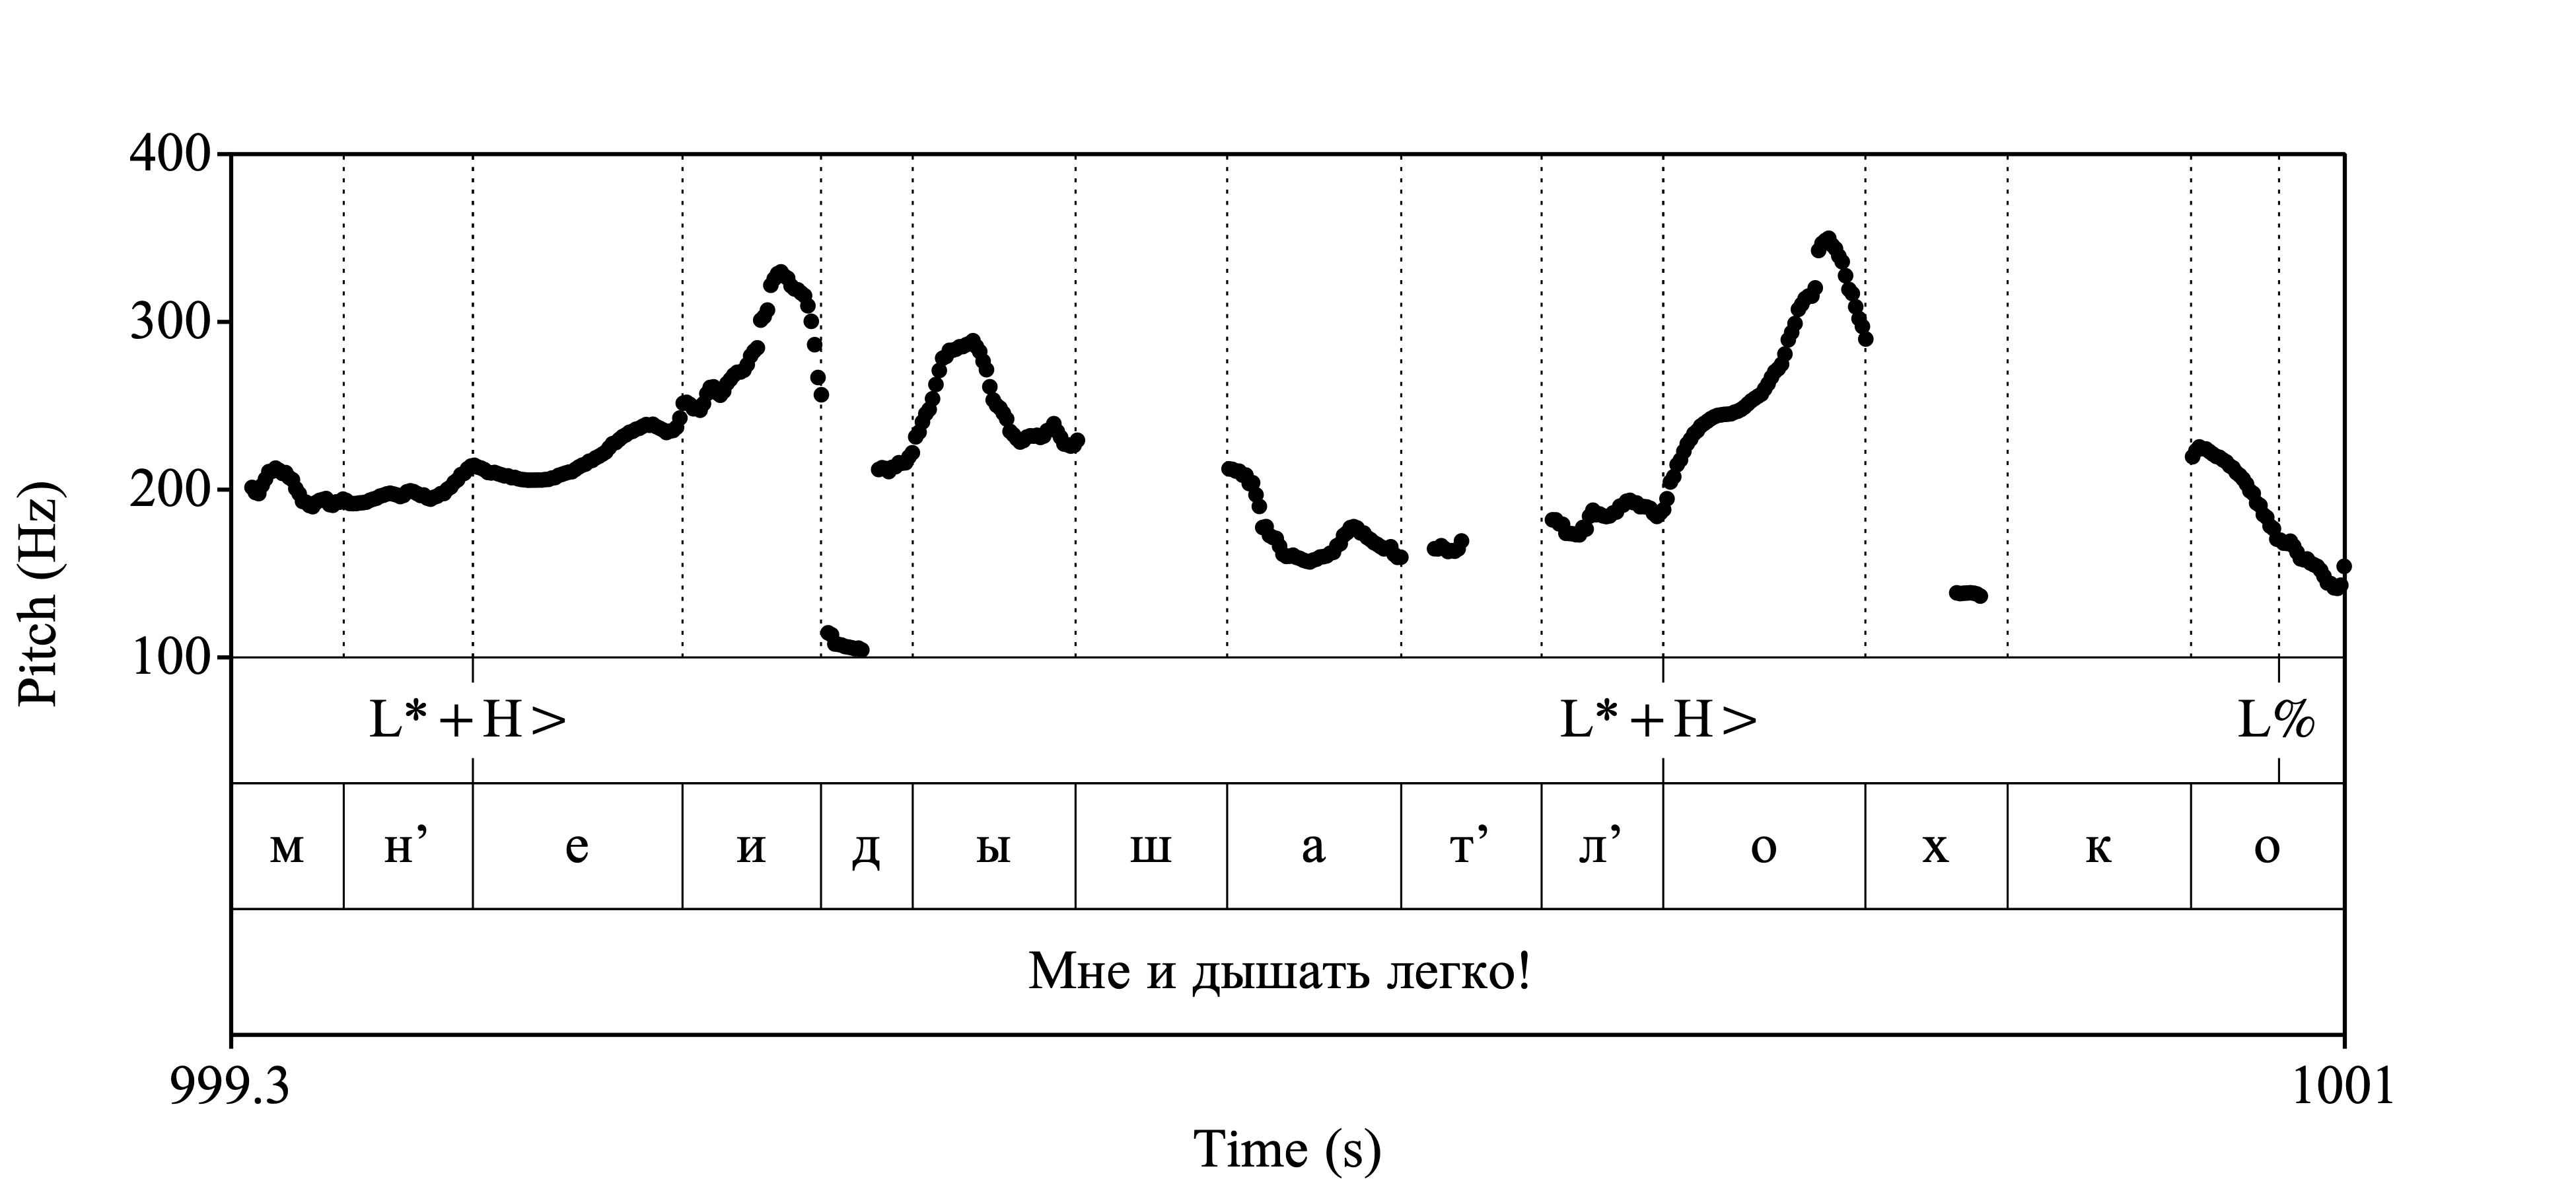 400
300
200
100
Pitch (Hz)
L*+H> L*+H> L%
м н’ е и д ы ш а т’ л’ о х к о
Мне и дышать легко!
999.3 1001
Time (s)